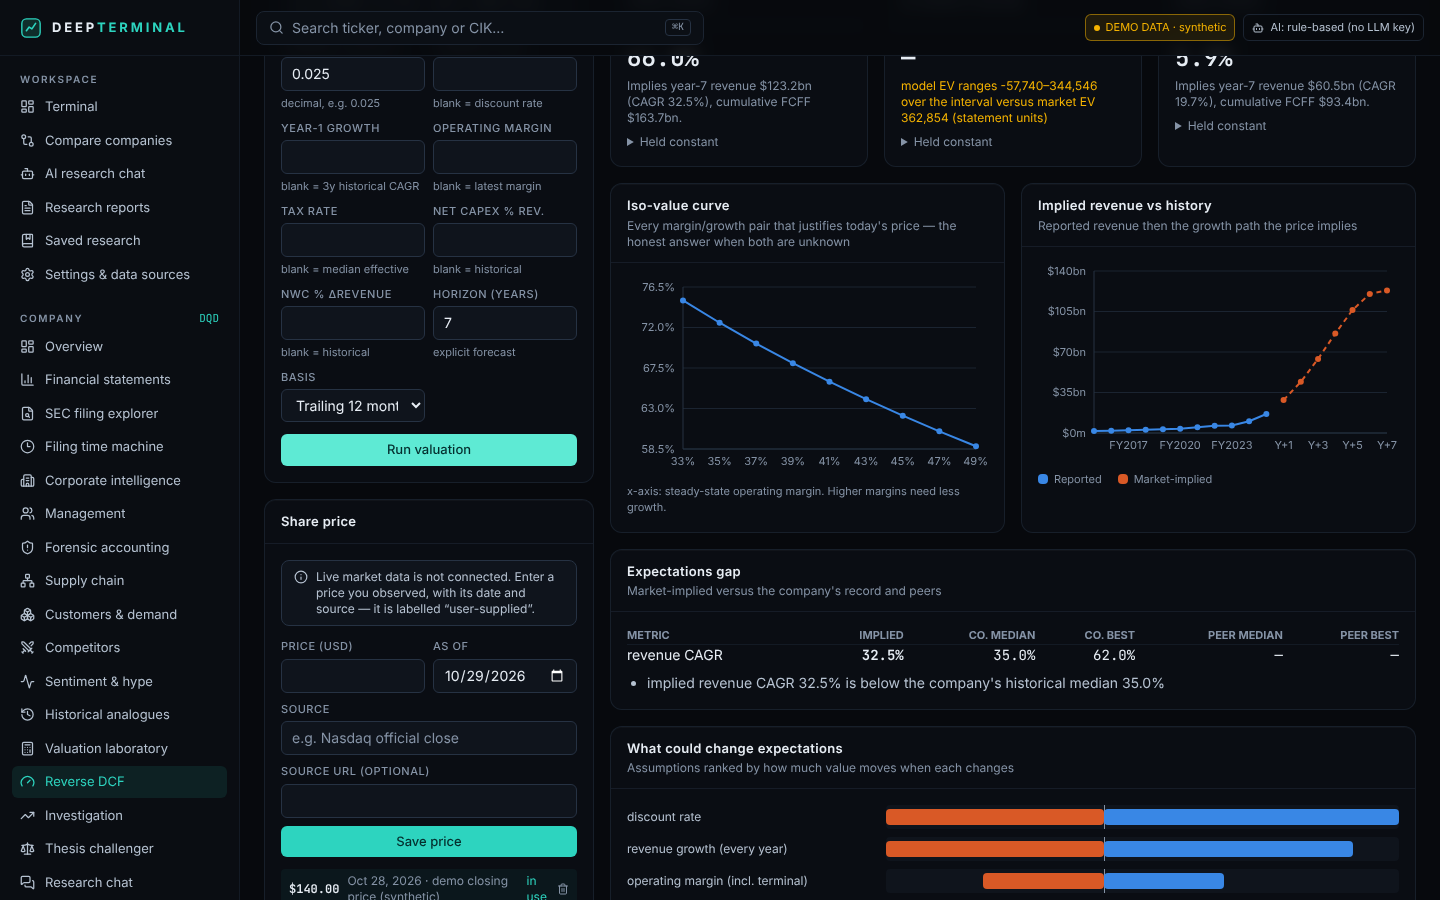 DEEPTERMINAL
Search ticker, company or CIK...
⌘K
DEMO DATA · synthetic
AI: rule-based (no LLM key)
WORKSPACE
Terminal
Compare companies
AI research chat
Research reports
Saved research
Settings & data sources
COMPANY
DQD
Overview
Financial statements
SEC filing explorer
Filing time machine
Corporate intelligence
Management
Forensic accounting
Supply chain
Customers & demand
Competitors
Sentiment & hype
Historical analogues
Valuation laboratory
Reverse DCF
Investigation
Thesis challenger
Research chat
0.025
decimal, e.g. 0.025
blank = discount rate
YEAR-1 GROWTH
OPERATING MARGIN
blank = 3y historical CAGR
blank = latest margin
TAX RATE
NET CAPEX % REV.
blank = median effective
blank = historical
NWC % ΔREVENUE
HORIZON (YEARS)
7
blank = historical
explicit forecast
BASIS
Trailing 12 mont
Run valuation
Share price
Live market data is not connected. Enter a
price you observed, with its date and
source — it is labelled “user-supplied”.
PRICE (USD)
AS OF
10/29/2026
SOURCE
e.g. Nasdaq official close
SOURCE URL (OPTIONAL)
Save price
$140.00
Oct 28, 2026 · demo closing
price (synthetic)
in
use
66.0%
Implies year-7 revenue $123.2bn
(CAGR 32.5%), cumulative FCFF
$163.7bn.
Held constant
—
model EV ranges -57,740–344,546
over the interval versus market EV
362,854 (statement units)
Held constant
5.9%
Implies year-7 revenue $60.5bn (CAGR
19.7%), cumulative FCFF $93.4bn.
Held constant
Iso-value curve
Every margin/growth pair that justifies today's price — the
honest answer when both are unknown
76.5%
72.0%
67.5%
63.0%
58.5%
33% 35% 37% 39% 41% 43% 45% 47% 49%
x-axis: steady-state operating margin. Higher margins need less
growth.
Implied revenue vs history
Reported revenue then the growth path the price implies
$140bn
$105bn
$70bn
$35bn
$0m
FY2017 FY2020 FY2023 Y+1 Y+3 Y+5 Y+7
Reported
Market-implied
Expectations gap
Market-implied versus the company's record and peers
METRIC IMPLIED CO. MEDIAN CO. BEST PEER MEDIAN PEER BEST
revenue CAGR 32.5% 35.0% 62.0% — —
• implied revenue CAGR 32.5% is below the company's historical median 35.0%
What could change expectations
Assumptions ranked by how much value moves when each changes
discount rate
revenue growth (every year)
operating margin (incl. terminal)